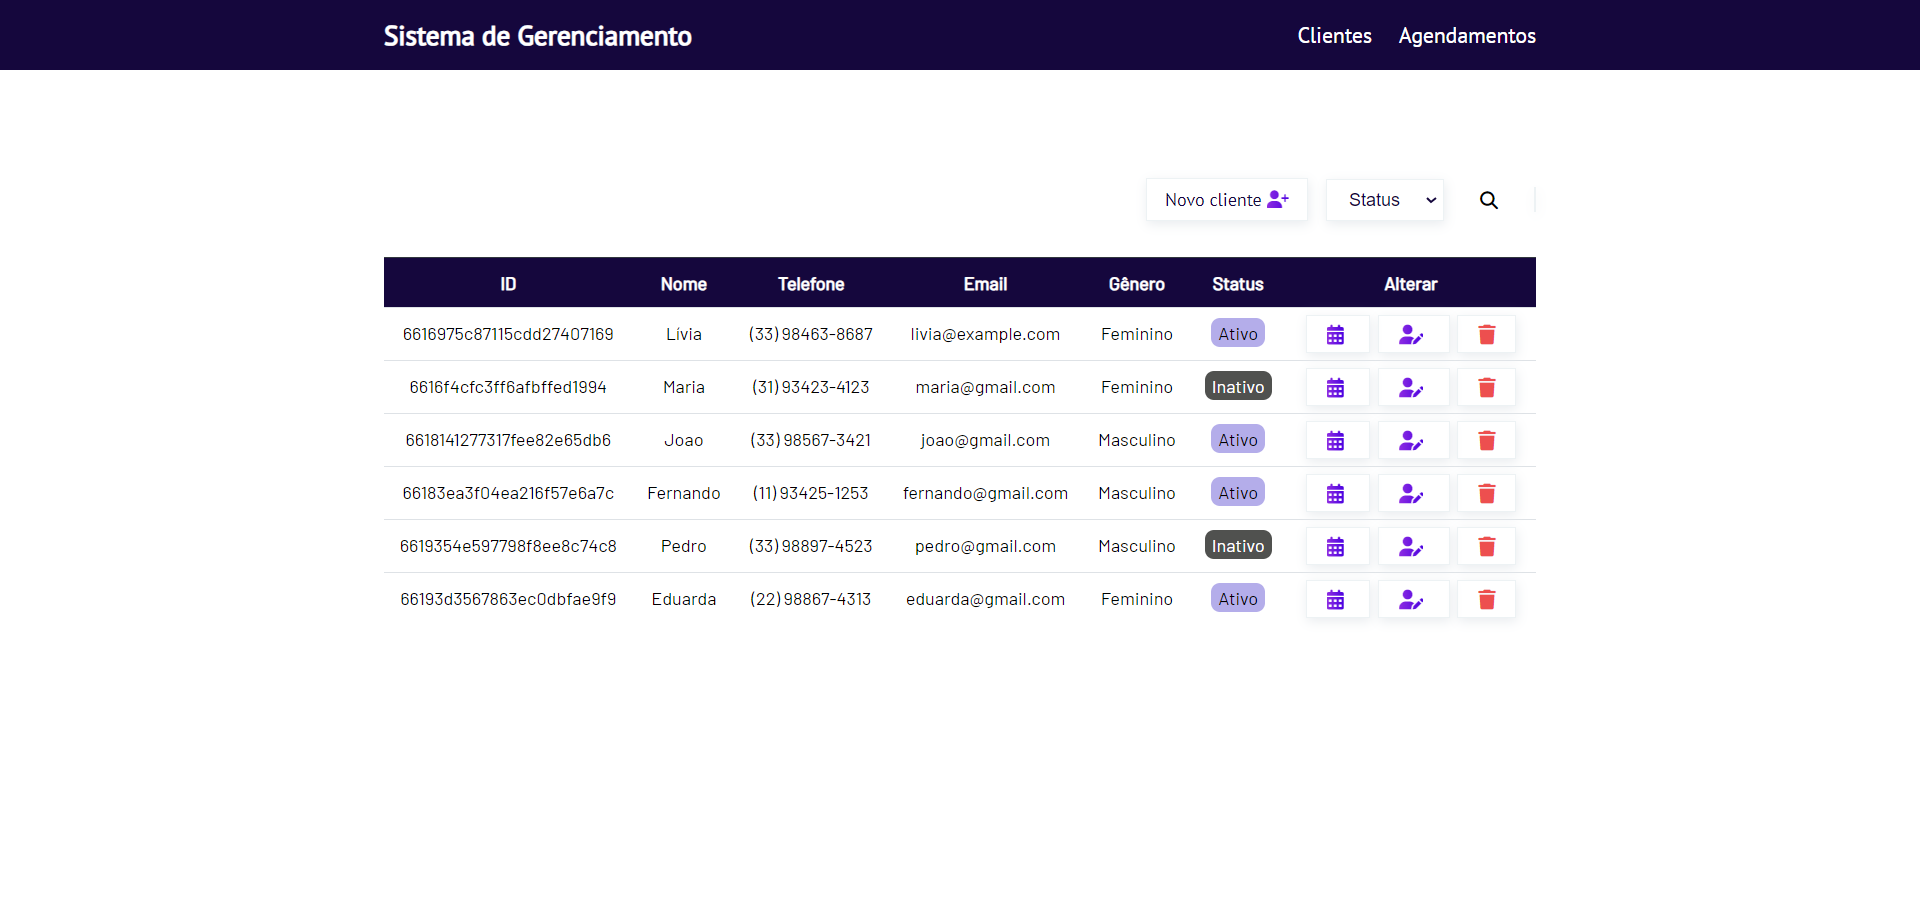 Sistema de Gerenciamento Clientes Agendamentos
Novo cliente Status
ID Nome Telefone Email Gênero Status Alterar
6616975c87115cdd27407169 Lívia (33) 98463-8687 livia@example.com Feminino Ativo
6616f4cfc3ff6afbffed1994 Maria (31) 93423-4123 maria@gmail.com Feminino Inativo
6618141277317fee82e65db6 Joao (33) 98567-3421 joao@gmail.com Masculino Ativo
66183ea3f04ea216f57e6a7c Fernando (11) 93425-1253 fernando@gmail.com Masculino Ativo
6619354e597798f8ee8c74c8 Pedro (33) 98897-4523 pedro@gmail.com Masculino Inativo
66193d3567863ec0dbfae9f9 Eduarda (22) 98867-4313 eduarda@gmail.com Feminino Ativo